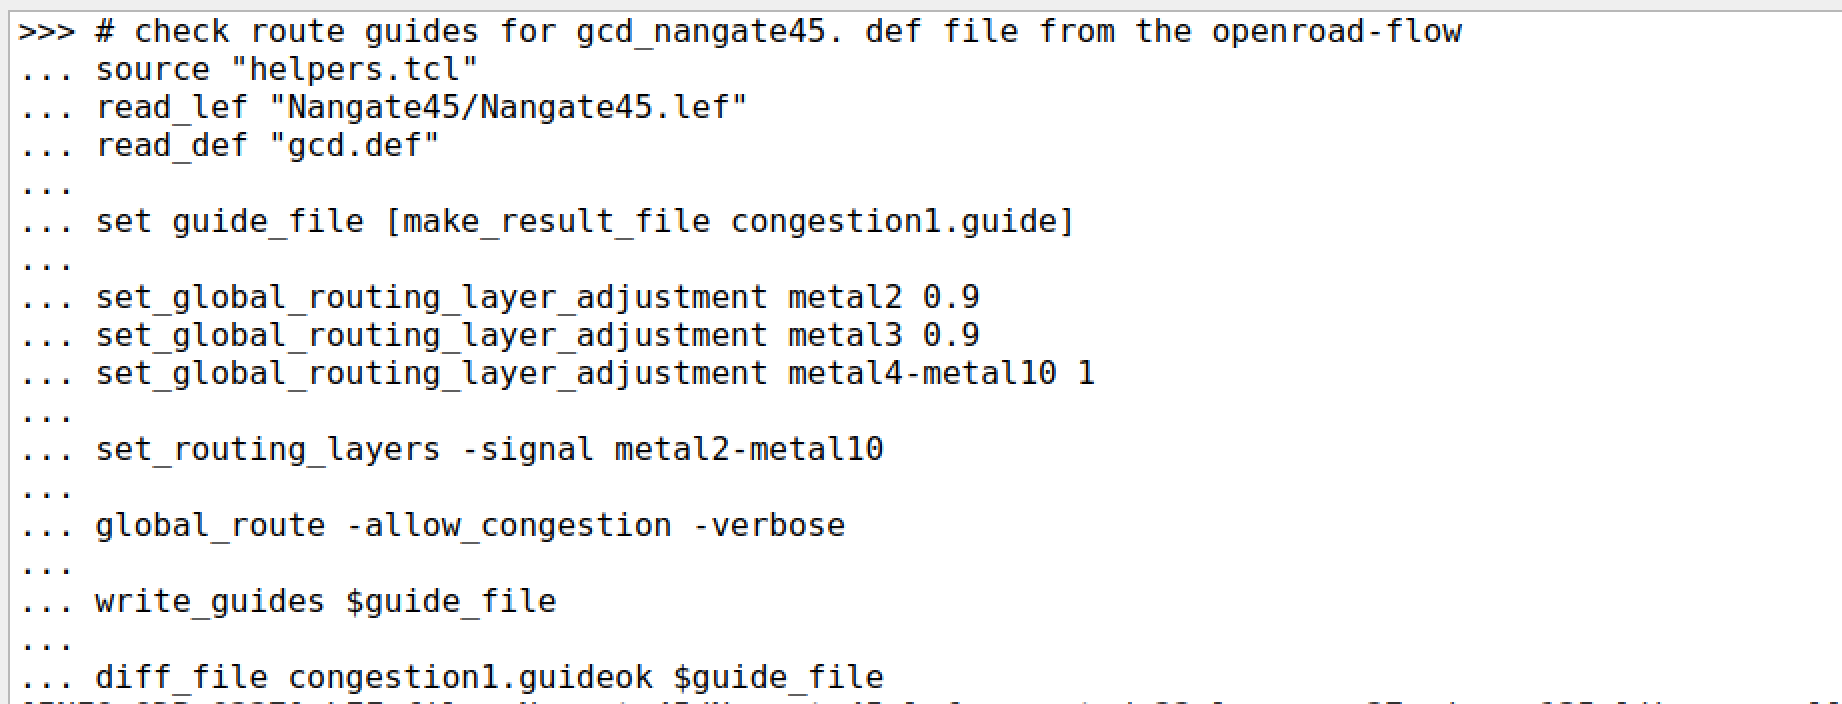 >>> # check route guides for gcd_nangate45. def file from the openroad-flow
... source "helpers.tcl"
... read_lef "Nangate45/Nangate45.lef"
... read_def "gcd.def"
...
... set guide_file [make_result_file congestion1.guide]
...
... set_global_routing_layer_adjustment metal2 0.9
... set_global_routing_layer_adjustment metal3 0.9
... set_global_routing_layer_adjustment metal4-metal10 1
...
... set_routing_layers -signal metal2-metal10
...
... global_route -allow_congestion -verbose
...
... write_guides $guide_file
...
... diff_file congestion1.guideok $guide_file